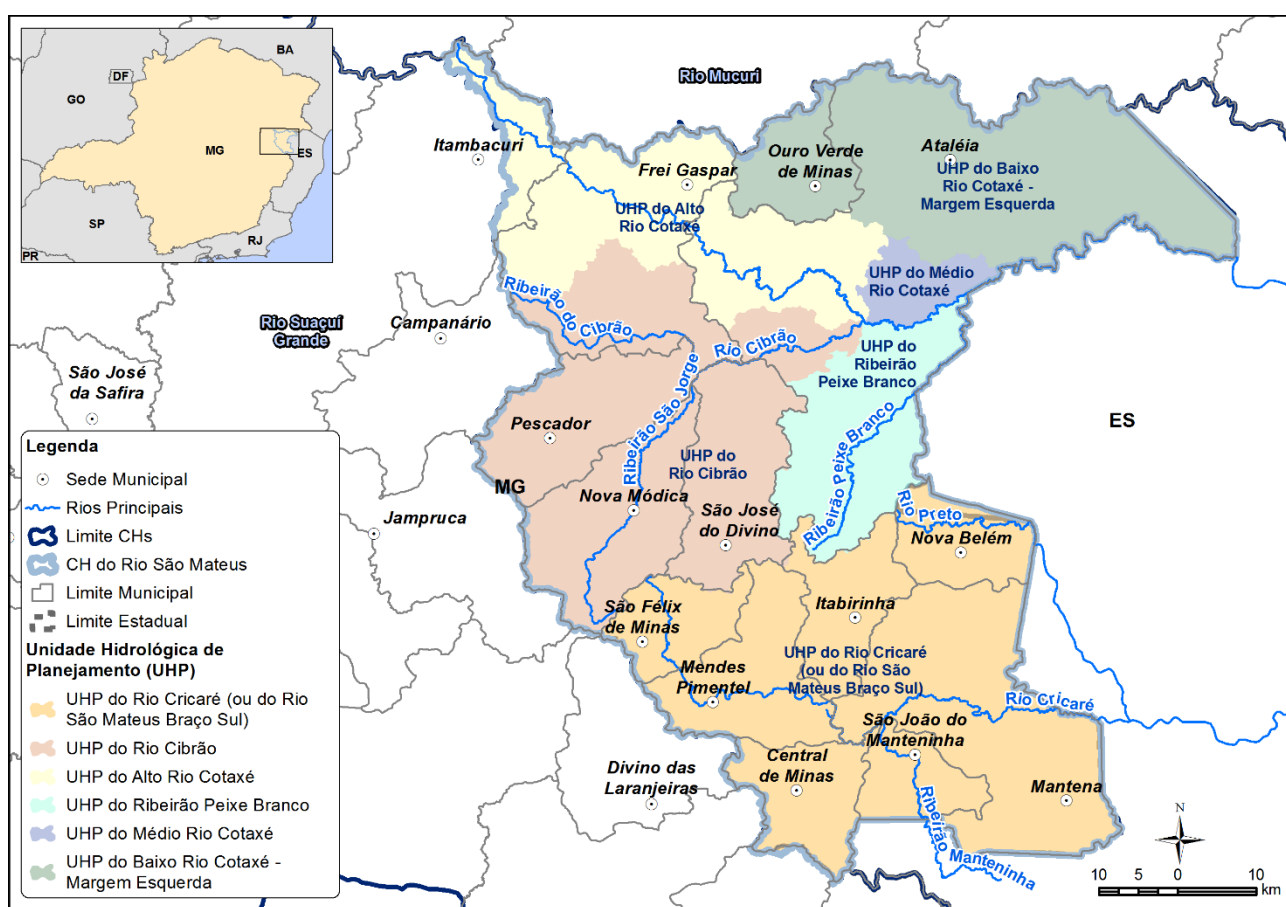 BA
DF
GO
MG
ES
SP
RJ
PR
Rio Mucuri
Itambacuri
Frei Gaspar
Ouro Verde
de Minas
Ataléia
UHP do Baixo
Rio Cotaxé -
Margem Esquerda
UHP do Alto
Rio Cotaxé
UHP do Médio
Rio Cotaxé
Ribeirão do Cibrão
Rio Suaçuí
Grande
Campanário
Rio Cibrão
UHP do
Ribeirão
Peixe Branco
São José
da Safira
Ribeirão São Jorge
Ribeirão Peixe Branco
ES
Pescador
UHP do
Rio Cibrão
MG
Nova Módica
São José
do Divino
Jampruca
Rio Preto
Nova Belém
São Félix
de Minas
Itabirinha
Mendes
Pimentel
UHP do Rio Cricaré
(ou do Rio São
Mateus Braço Sul)
Rio Cricaré
São João do
Manteninha
Central
de Minas
Divino das
Laranjeiras
Mantena
Ribeirão Manteninha
Legenda
Sede Municipal
Rios Principais
Limite CHs
CH do Rio São Mateus
Limite Municipal
Limite Estadual
Unidade Hidrológica de
Planejamento (UHP)
UHP do Rio Cricaré (ou do Rio
São Mateus Braço Sul)
UHP do Rio Cibrão
UHP do Alto Rio Cotaxé
UHP do Ribeirão Peixe Branco
UHP do Médio Rio Cotaxé
UHP do Baixo Rio Cotaxé -
Margem Esquerda
N
10 5 0 10
km